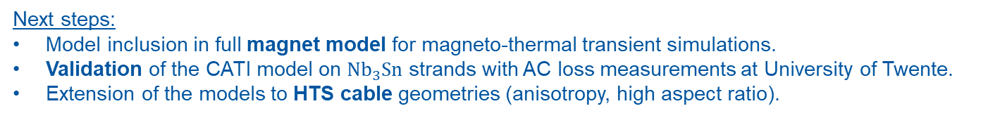 Next steps:
• Model inclusion in full magnet model for magneto-thermal transient simulations.
• Validation of the CATI model on Nb₃Sn strands with AC loss measurements at University of Twente.
• Extension of the models to HTS cable geometries (anisotropy, high aspect ratio).